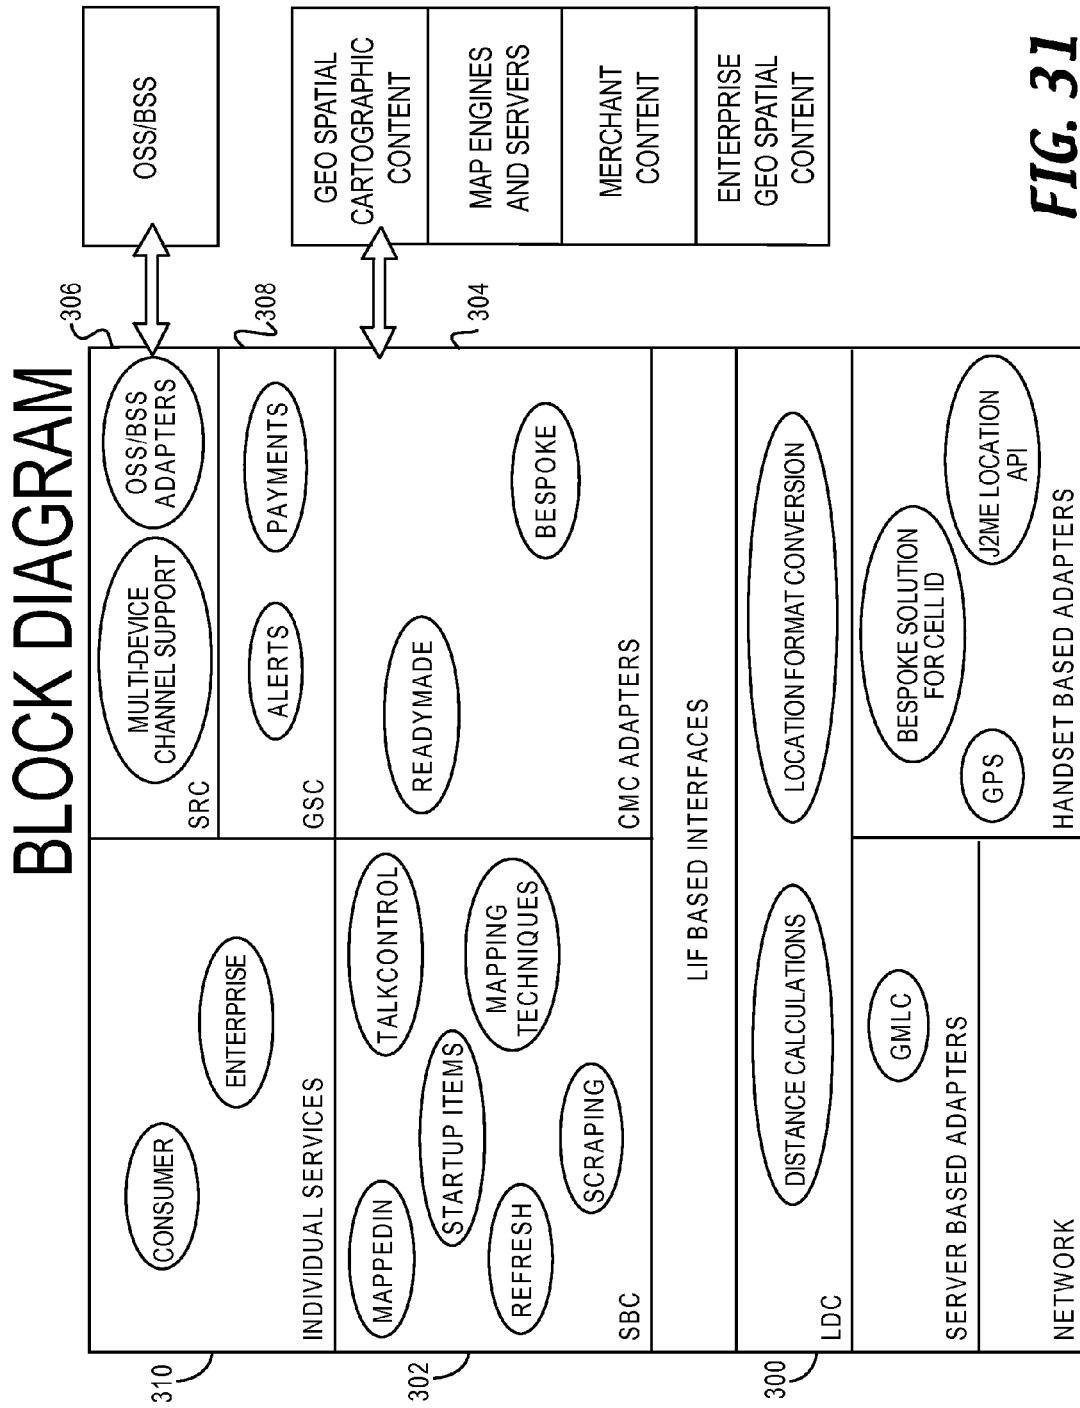 BLOCK DIAGRAM
310
CONSUMER
ENTERPRISE
INDIVIDUAL SERVICES
306
MULTI-DEVICE
CHANNEL SUPPORT
OSS/BSS
ADAPTERS
SRC
OSS/BSS
308
ALERTS
PAYMENTS
GSC
302
MAPPEDIN
TALKCONTROL
STARTUP ITEMS
REFRESH
MAPPING
TECHNIQUES
SCRAPING
SBC
304
READYMADE
BESPOKE
CMC ADAPTERS
GEO SPATIAL
CARTOGRAPHIC
CONTENT
MAP ENGINES
AND SERVERS
MERCHANT
CONTENT
ENTERPRISE
GEO SPATIAL
CONTENT
LIF BASED INTERFACES
300
DISTANCE CALCULATIONS
LOCATION FORMAT CONVERSION
LDC
GMLC
SERVER BASED ADAPTERS
NETWORK
BESPOKE SOLUTION
FOR CELL ID
GPS
J2ME LOCATION
API
HANDSET BASED ADAPTERS
FIG. 31